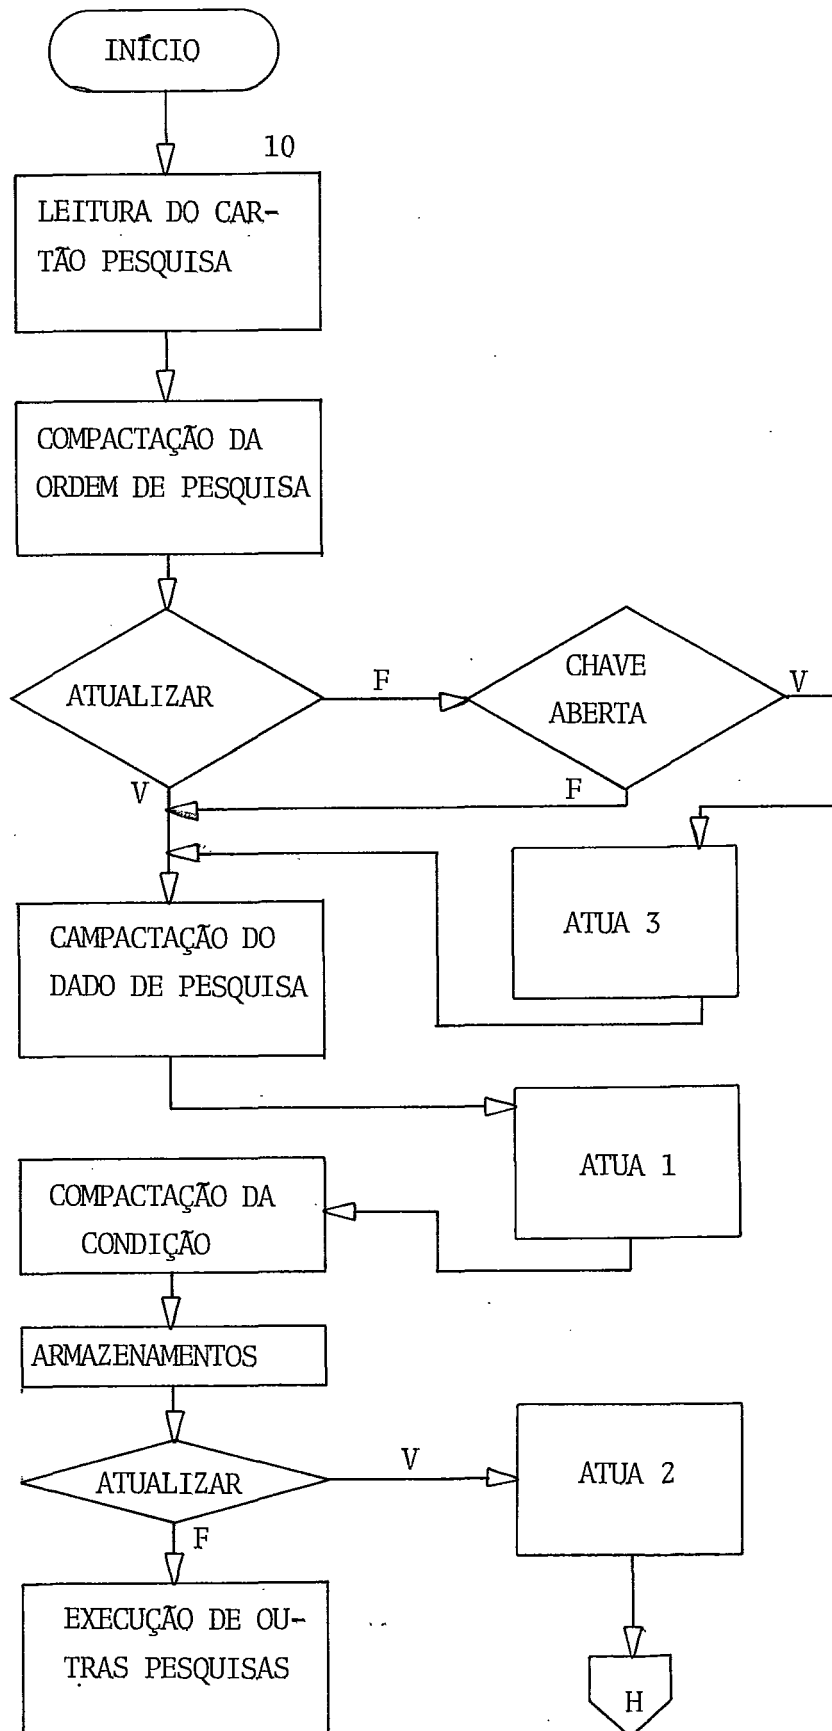 INÍCIO
10
LEITURA DO CAR-
TÃO PESQUISA
COMPACTAÇÃO DA
ORDEM DE PESQUISA
ATUALIZAR
F
CHAVE
ABERTA
V
V
F
CAMPACTAÇÃO DO
DADO DE PESQUISA
ATUA 3
ATUA 1
COMPACTAÇÃO DA
CONDIÇÃO
ARMAZENAMENTOS
ATUALIZAR
V
ATUA 2
F
EXECUÇÃO DE OU-
TRAS PESQUISAS
H